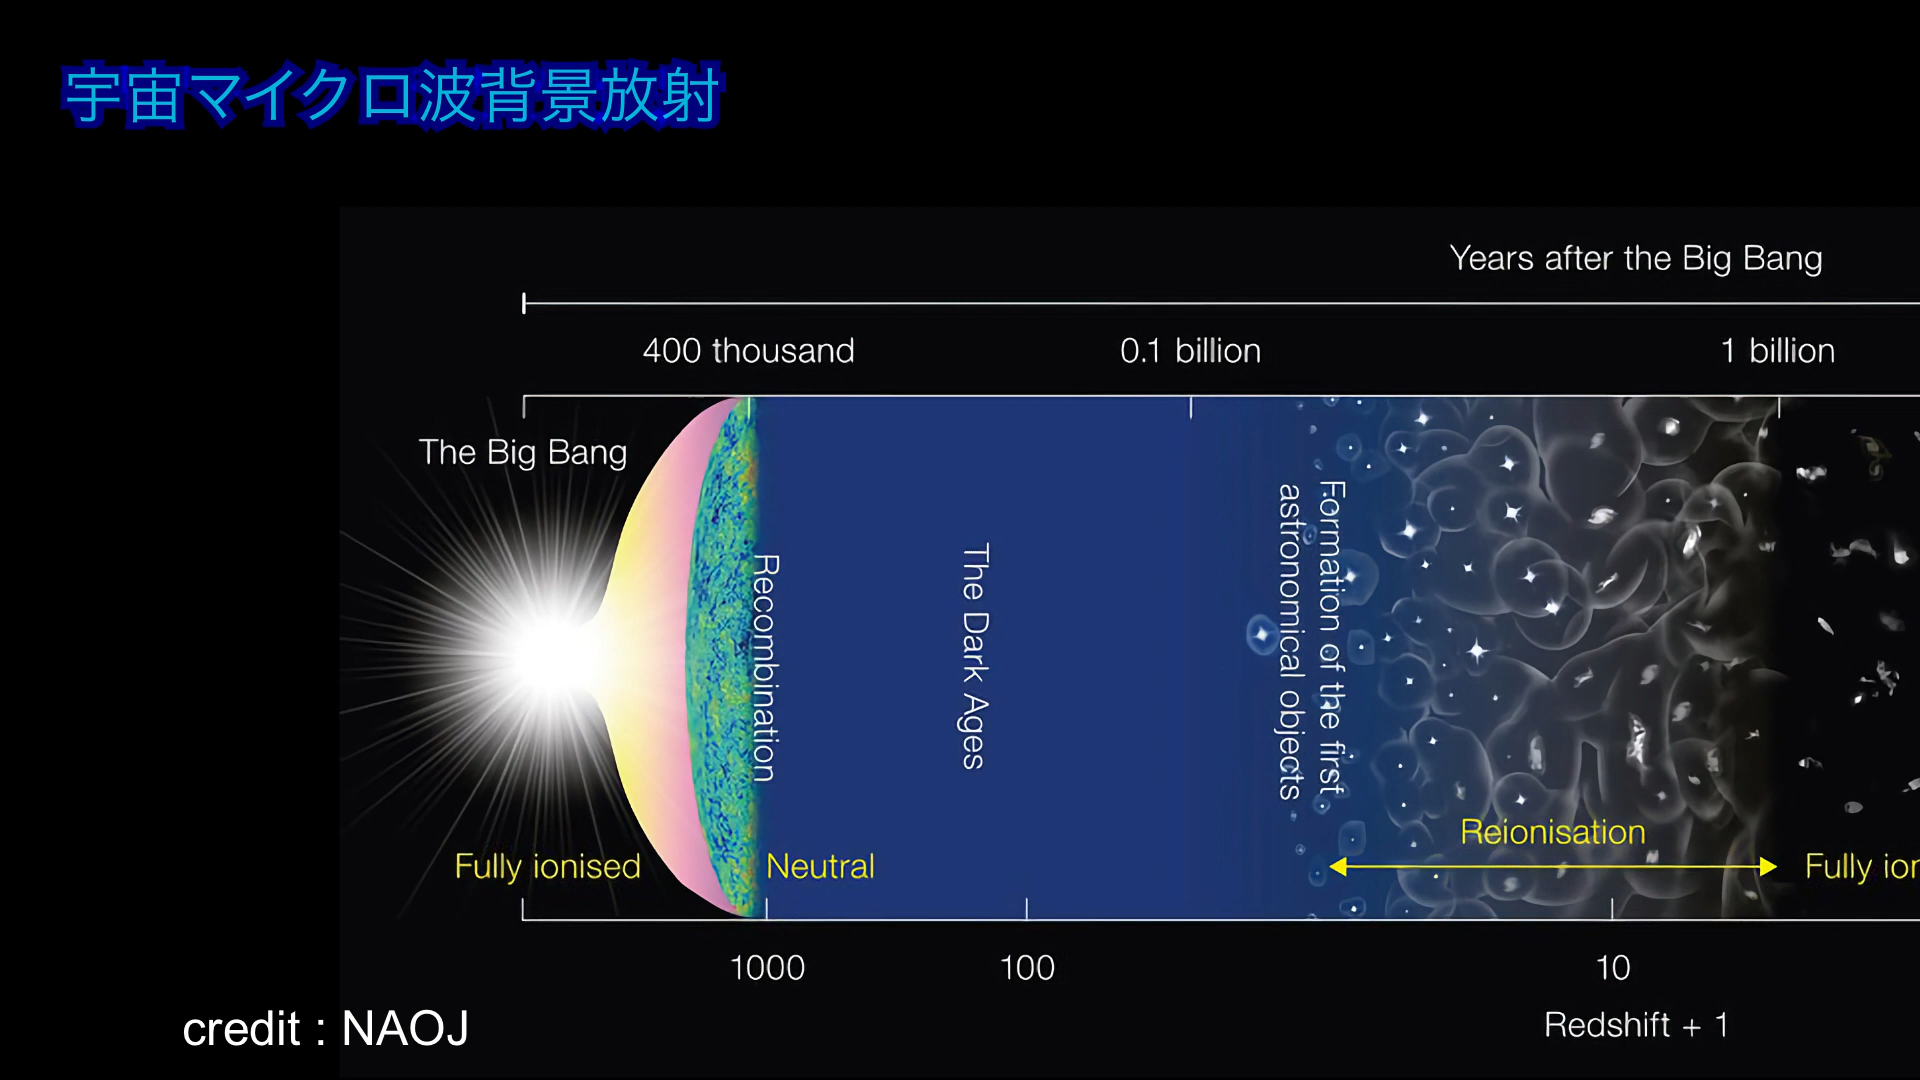 宇宙マイクロ波背景放射
Years after the Big Bang
400 thousand
0.1 billion
1 billion
The Big Bang
Recombination
The Dark Ages
Formation of the first
astronomical objects
Reionisation
Fully ionised
Neutral
Fully ior
1000
100
10
Redshift + 1
credit : NAOJ